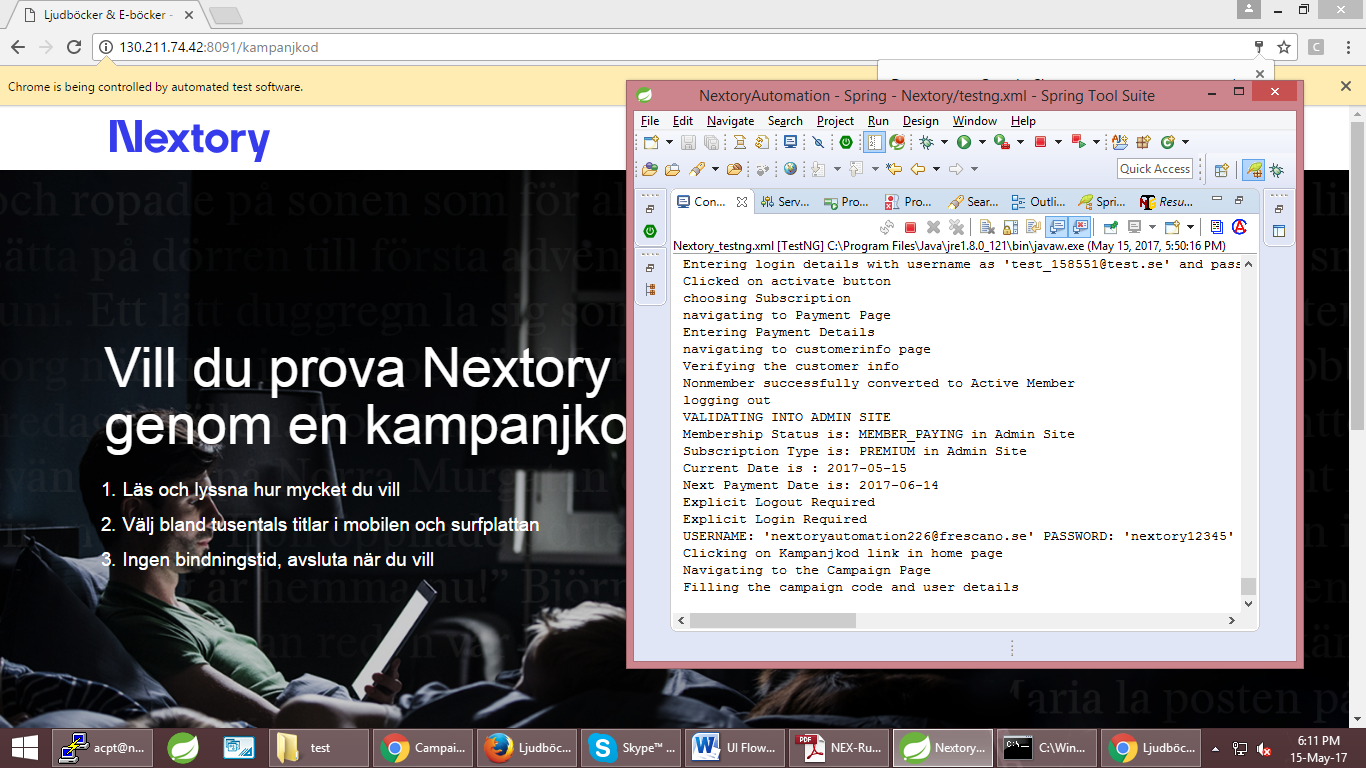 Ljudböcker & E-böcker -
130.211.74.42:8091/kampanjkod
C
Chrome is being controlled by automated test software.
Nextory
Vill du prova Nextory
genom en kampanjko
1. Läs och lyssna hur mycket du vill
2. Välj bland tusentals titlar i mobilen och surfplattan
3. Ingen bindningstid, avsluta när du vill
NextoryAutomation - Spring - Nextory/testng.xml - Spring Tool Suite
File Edit Navigate Search Project Run Design Window Help
Quick Access
Con... Serv... Pro... Pro... Sear... Outli... Spri... Resu...
Nextory_testng.xml [TestNG] C:\Program Files\Java\jre1.8.0_121\bin\javaw.exe (May 15, 2017, 5:50:16 PM)
Entering login details with username as 'test_158551@test.se' and pass
Clicked on activate button
choosing Subscription
navigating to Payment Page
Entering Payment Details
navigating to customerinfo page
Verifying the customer info
Nonmember successfully converted to Active Member
logging out
VALIDATING INTO ADMIN SITE
Membership Status is: MEMBER_PAYING in Admin Site
Subscription Type is: PREMIUM in Admin Site
Current Date is : 2017-05-15
Next Payment Date is: 2017-06-14
Explicit Logout Required
Explicit Login Required
USERNAME: 'nextoryautomation226@frescano.se' PASSWORD: 'nextory12345'
Clicking on Kampanjkod link in home page
Navigating to the Campaign Page
Filling the campaign code and user details
Maria la posten på
acpt@n... test Campai... Ljudböc... Skype™ ... UI Flow... NEX-Ru... Nextory... C:\Win... Ljudböc...
6:11 PM
15-May-17